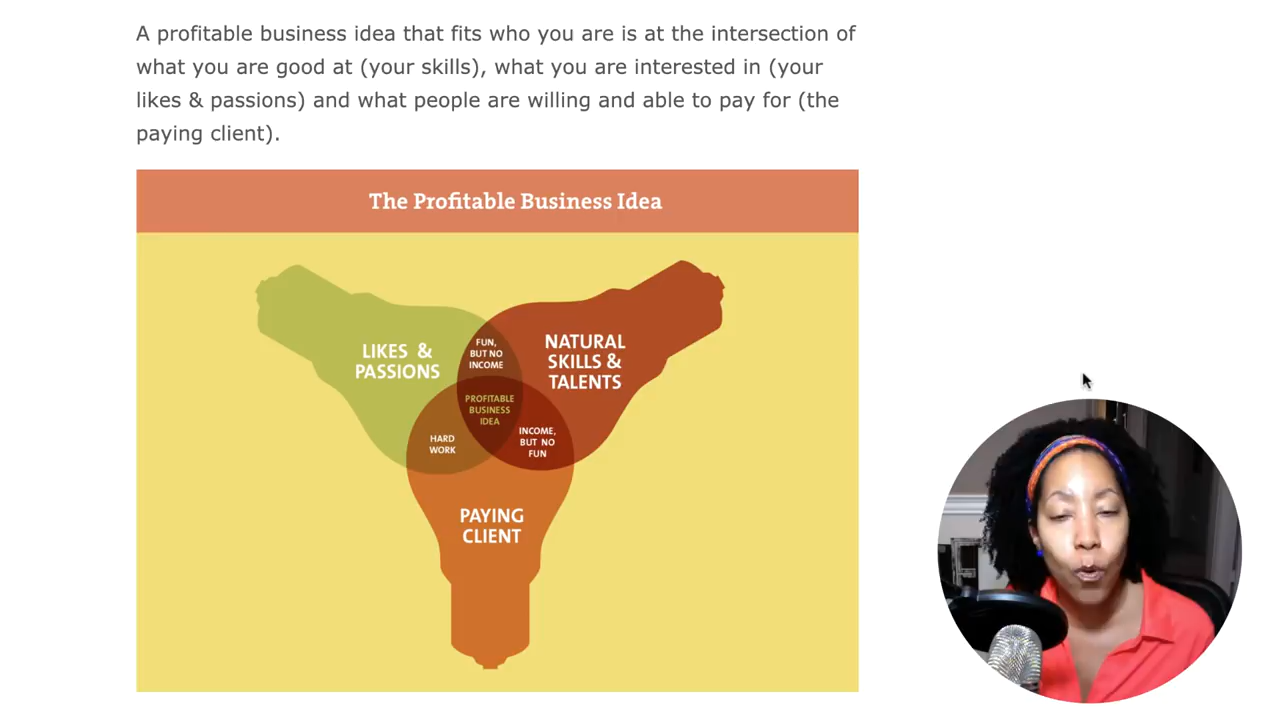 A profitable business idea that fits who you are is at the intersection of
what you are good at (your skills), what you are interested in (your
likes & passions) and what people are willing and able to pay for (the
paying client).
The Profitable Business Idea
LIKES &
PASSIONS
FUN,
BUT NO
INCOME
NATURAL
SKILLS &
TALENTS
PROFITABLE
BUSINESS
IDEA
HARD
WORK
INCOME,
BUT NO
FUN
PAYING
CLIENT